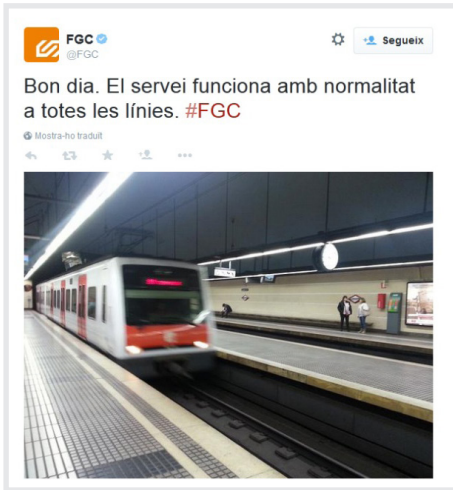 FGC
@FGC
Segueix
Bon dia. El servei funciona amb normalitat
a totes les línies. #FGC
Mostra-ho traduït